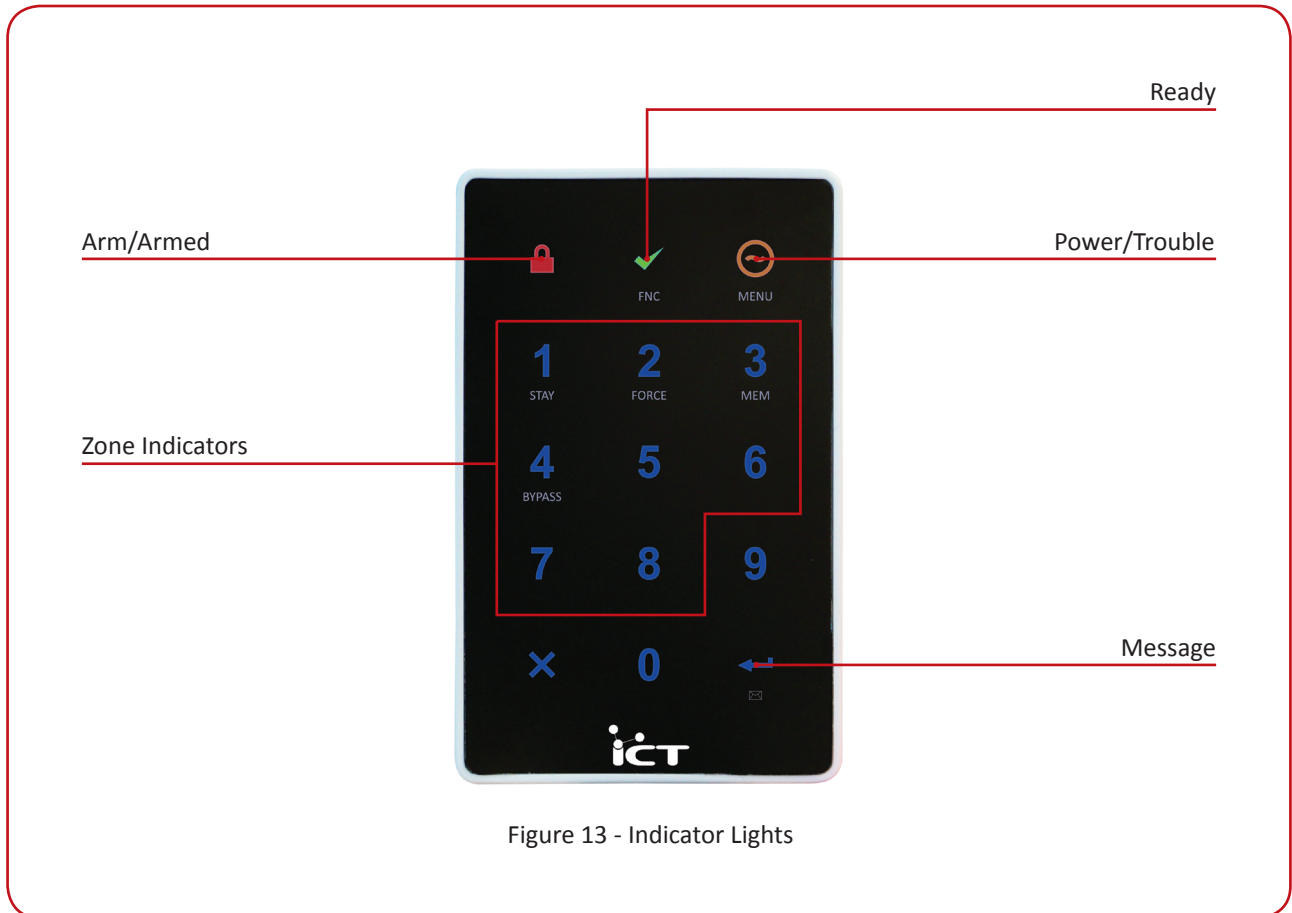 Ready
Arm/Armed
Power/Trouble
FNC MENU
1 2 3
STAY FORCE MEM
Zone Indicators
4 5 6
BYPASS
7 8 9
Message
0
ICT
Figure 13 - Indicator Lights